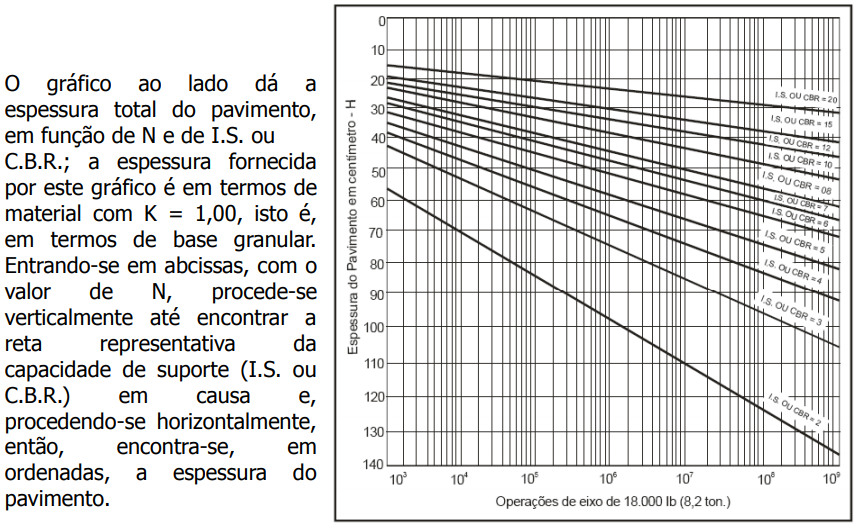 O gráfico ao lado dá a
espessura total do pavimento,
em função de N e de I.S. ou
C.B.R.; a espessura fornecida
por este gráfico é em termos de
material com K = 1,00, isto é,
em termos de base granular.
Entrando-se em abcissas, com o
valor de N, procede-se
verticalmente até encontrar a
reta representativa da
capacidade de suporte (I.S. ou
C.B.R.) em causa e,
procedendo-se horizontalmente,
então, encontra-se, em
ordenadas, a espessura do
pavimento.
Espessura do Pavimento em centímetro - H
0
10
20
30
40
50
60
70
80
90
100
110
120
130
140
I.S. OU CBR = 20
I.S. OU CBR = 15
I.S. OU CBR = 12
I.S. OU CBR = 10
I.S. OU CBR = 08
I.S. OU CBR = 7
I.S. OU CBR = 6
I.S. OU CBR = 5
I.S. OU CBR = 4
I.S. OU CBR = 3
I.S. OU CBR = 2
10³ 10⁴ 10⁵ 10⁶ 10⁷ 10⁸ 10⁹
Operações de eixo de 18.000 lb (8,2 ton.)